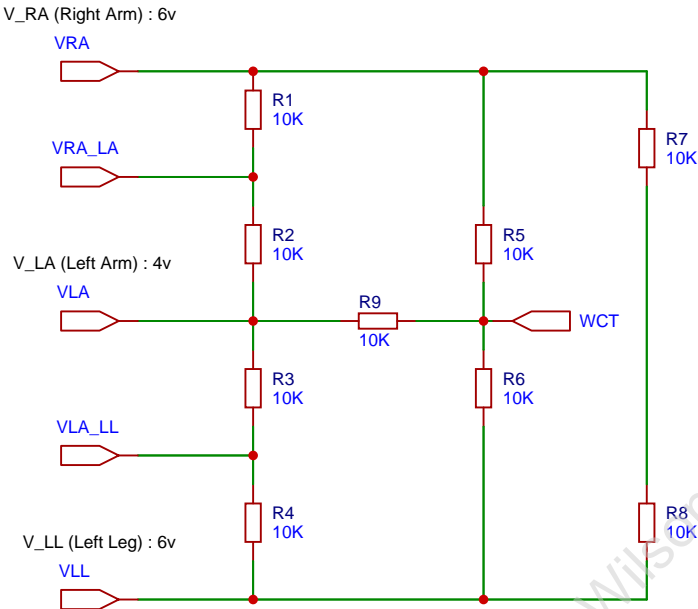 V_RA (Right Arm) : 6v
VRA
R1
10K
R7
10K
VRA_LA
R2
10K
R5
10K
V_LA (Left Arm) : 4v
VLA
R9
10K
WCT
R3
10K
R6
10K
VLA_LL
R4
10K
R8
10K
V_LL (Left Leg) : 6v
VLL